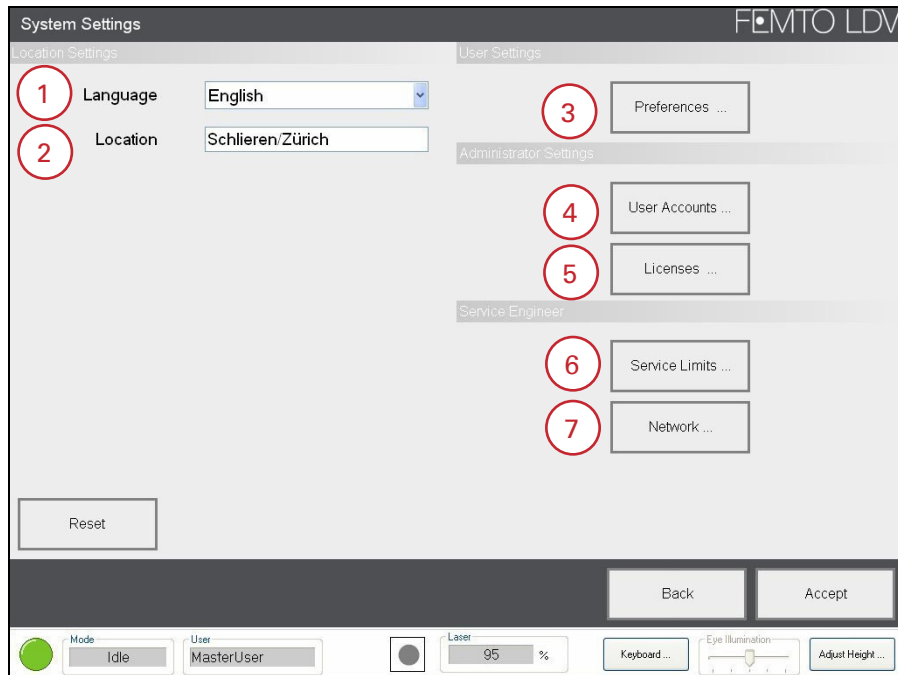 System Settings
FEMTO LDV
Location Settings
1 Language English
2 Location Schlieren/Zürich
User Settings
3 Preferences ...
Administrator Settings
4 User Accounts ...
5 Licenses ...
Service Engineer
6 Service Limits ...
7 Network ...
Reset
Back
Accept
Mode
Idle
User
MasterUser
Laser
95 %
Keyboard ...
Eye Illumination
Adjust Height ...